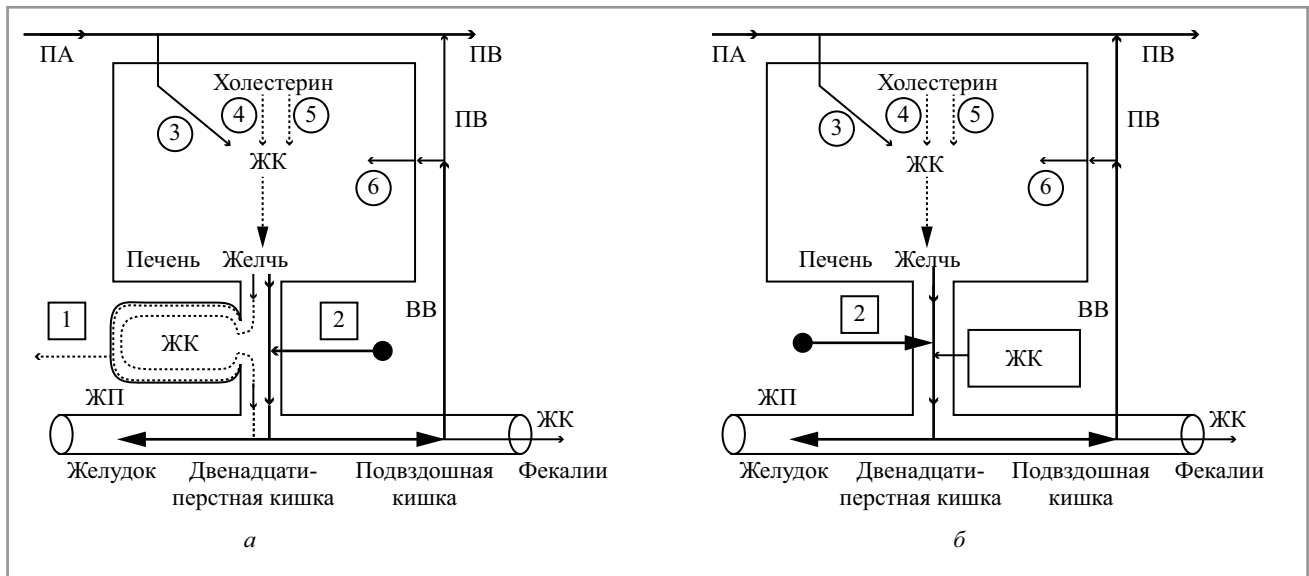 ПА
ПВ
Холестерин
4
5
3
ПВ
ЖК
6
Печень
Желчь
1
2
ВВ
ЖК
ЖП
ЖК
Желудок
Двенадцати-
перстная кишка
Подвздошная
кишка
Фекалии
а
ПА
ПВ
Холестерин
4
5
3
ПВ
ЖК
6
Печень
Желчь
2
ВВ
ЖК
ЖП
ЖК
Желудок
Двенадцати-
перстная кишка
Подвздошная
кишка
Фекалии
б